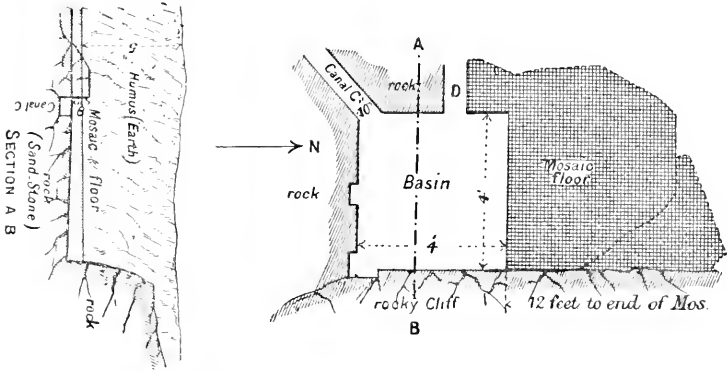 5
Humus (Earth)
B
Mosaic floor
Canal C
rock
(Sand-Stone)
SECTION A B
rock
A
rock
Canal C
D
N
rock
Basin
4'
4'
Mosaic
floor
rocky Cliff
12 feet to end of Mos.
B